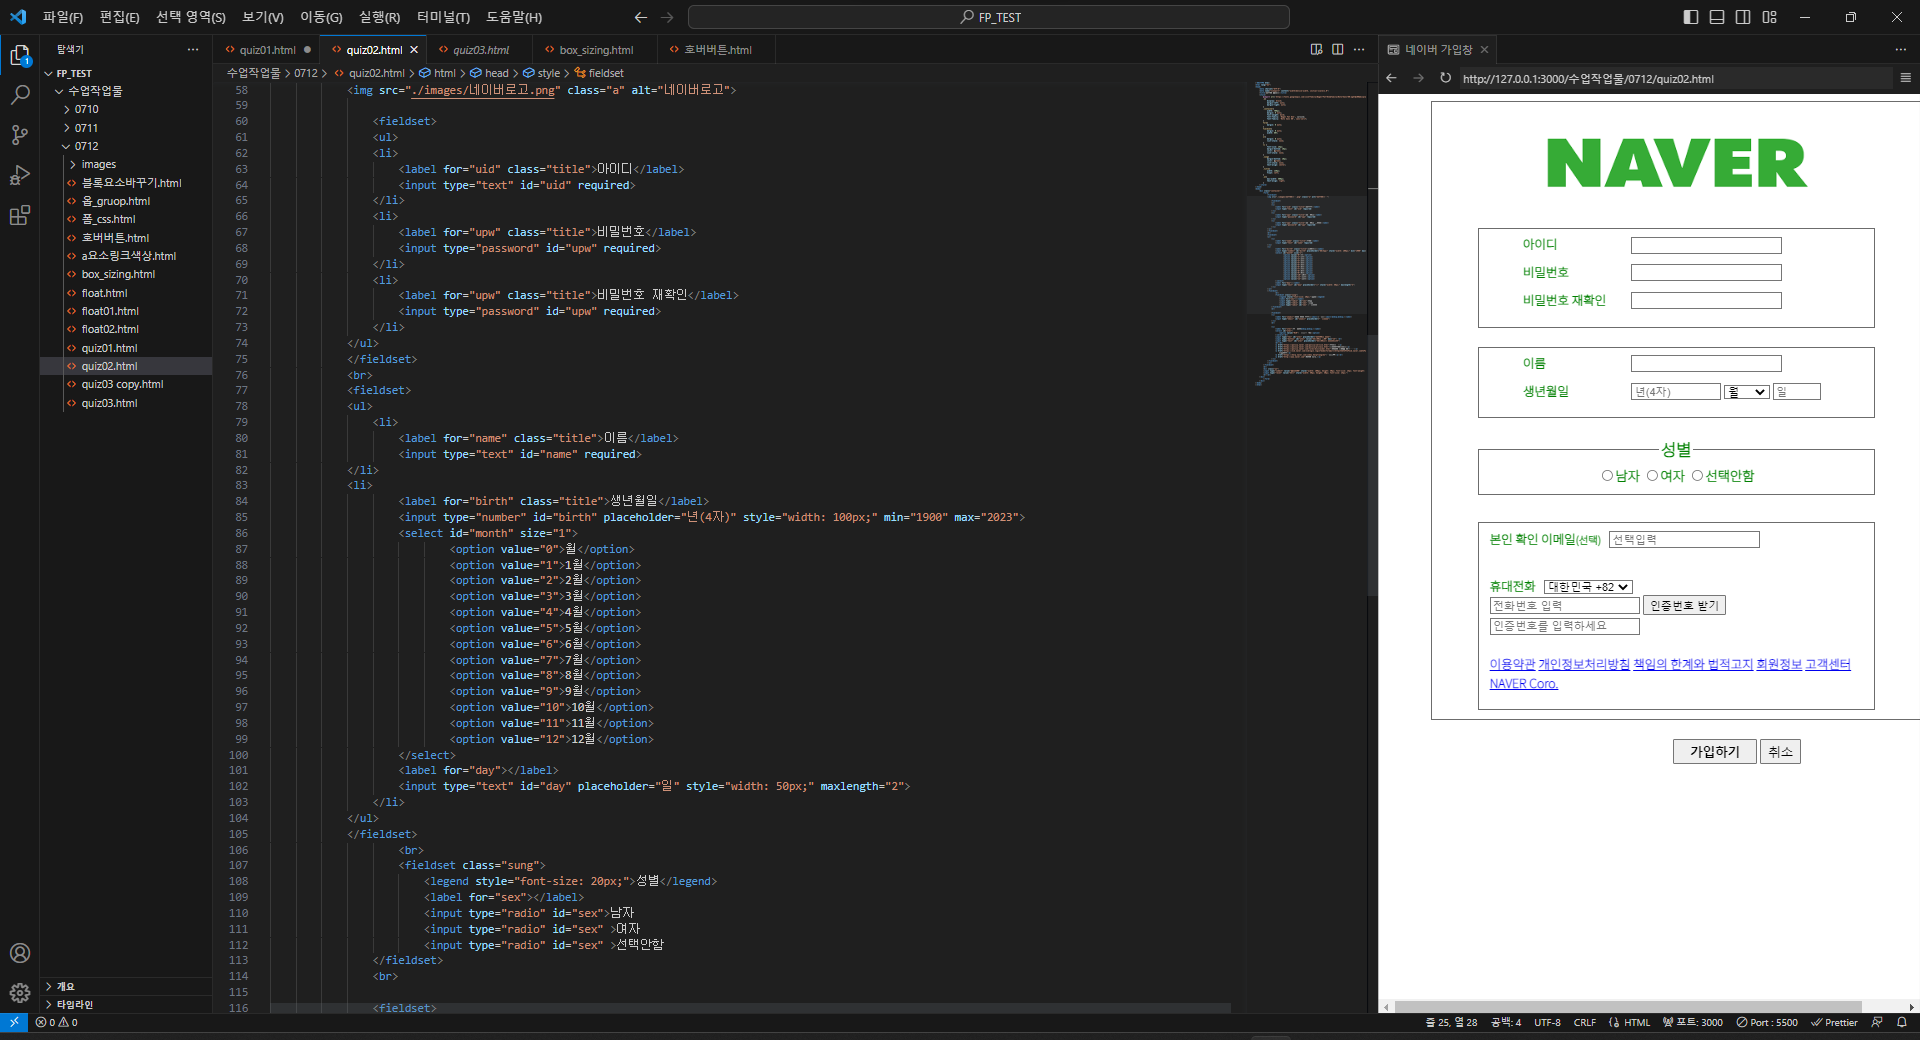 파일(F) 편집(E) 선택 영역(S) 보기(V) 이동(G) 실행(R) 터미널(T) 도움말(H)
FP_TEST
탐색기
FP_TEST
수업작업물
0710
0711
0712
images
블록요소바꾸기.html
옵_gruop.html
폼_css.html
호버버튼.html
a요소링크색상.html
box_sizing.html
float.html
float01.html
float02.html
quiz01.html
quiz02.html
quiz03 copy.html
quiz03.html
개요
타임라인
quiz01.html quiz02.html quiz03.html box_sizing.html 호버버튼.html
수업작업물 > 0712 > quiz02.html > html > head > style > fieldset
58 <img src="./images/네이버로고.png" class="a" alt="네이버로고">
59
60 <fieldset>
61 <ul>
62 <li>
63 <label for="uid" class="title">아이디</label>
64 <input type="text" id="uid" required>
65 </li>
66 <li>
67 <label for="upw" class="title">비밀번호</label>
68 <input type="password" id="upw" required>
69 </li>
70 <li>
71 <label for="upw" class="title">비밀번호 재확인</label>
72 <input type="password" id="upw" required>
73 </li>
74 </ul>
75 </fieldset>
76 <br>
77 <fieldset>
78 <ul>
79 <li>
80 <label for="name" class="title">이름</label>
81 <input type="text" id="name" required>
82 </li>
83 <li>
84 <label for="birth" class="title">생년월일</label>
85 <input type="number" id="birth" placeholder="년(4자)" style="width: 100px;" min="1900" max="2023">
86 <select id="month" size="1">
87 <option value="0">월</option>
88 <option value="1">1월</option>
89 <option value="2">2월</option>
90 <option value="3">3월</option>
91 <option value="4">4월</option>
92 <option value="5">5월</option>
93 <option value="6">6월</option>
94 <option value="7">7월</option>
95 <option value="8">8월</option>
96 <option value="9">9월</option>
97 <option value="10">10월</option>
98 <option value="11">11월</option>
99 <option value="12">12월</option>
100 </select>
101 <label for="day"></label>
102 <input type="text" id="day" placeholder="일" style="width: 50px;" maxlength="2">
103 </li>
104 </ul>
105 </fieldset>
106 <br>
107 <fieldset class="sung">
108 <legend style="font-size: 20px;">성별</legend>
109 <label for="sex"></label>
110 <input type="radio" id="sex">남자
111 <input type="radio" id="sex" >여자
112 <input type="radio" id="sex" >선택안함
113 </fieldset>
114 <br>
115
116 <fieldset>
네이버 가입창
http://127.0.0.1:3000/수업작업물/0712/quiz02.html
NAVER
아이디
비밀번호
비밀번호 재확인
이름
생년월일 년(4자) 월 일
성별
남자 여자 선택안함
본인 확인 이메일(선택) 선택입력
휴대전화 대한민국 +82
전화번호 입력 인증번호 받기
인증번호를 입력하세요
이용약관 개인정보처리방침 책임의 한계와 법적고지 회원정보 고객센터
NAVER Coro.
가입하기 취소
1
0 0 줄 25, 열 28 공백: 4 UTF-8 CRLF HTML 포트: 3000 Port : 5500 Prettier